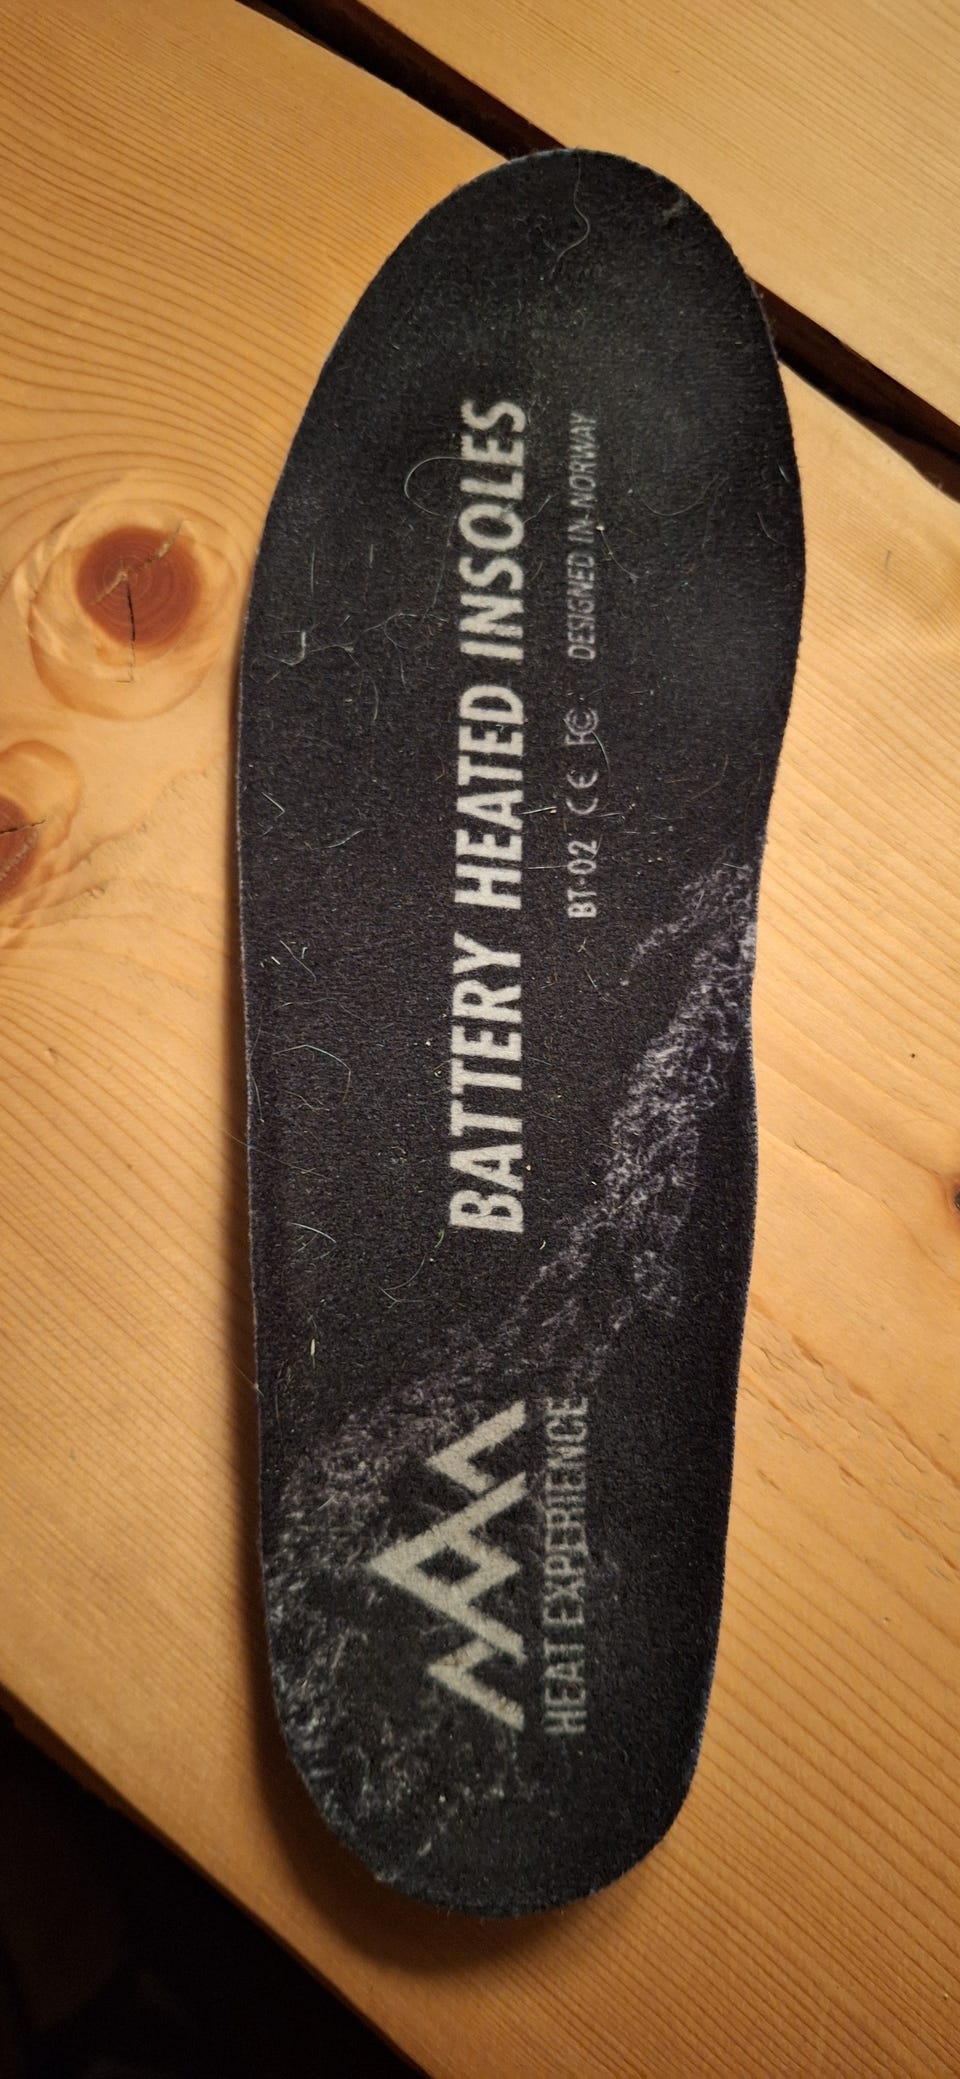 BATTERY HEATED INSOLES
BT-02 CE FC DESIGNED IN NORWAY
HEAT EXPERIENCE